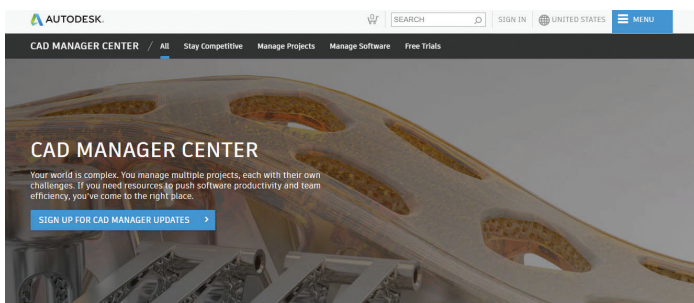 AUTODESK.
SEARCH
SIGN IN
UNITED STATES
MENU
CAD MANAGER CENTER / All Stay Competitive Manage Projects Manage Software Free Trials
CAD MANAGER CENTER
Your world is complex. You manage multiple projects, each with their own
challenges. If you need resources to push software productivity and team
efficiency, you've come to the right place.
SIGN UP FOR CAD MANAGER UPDATES >